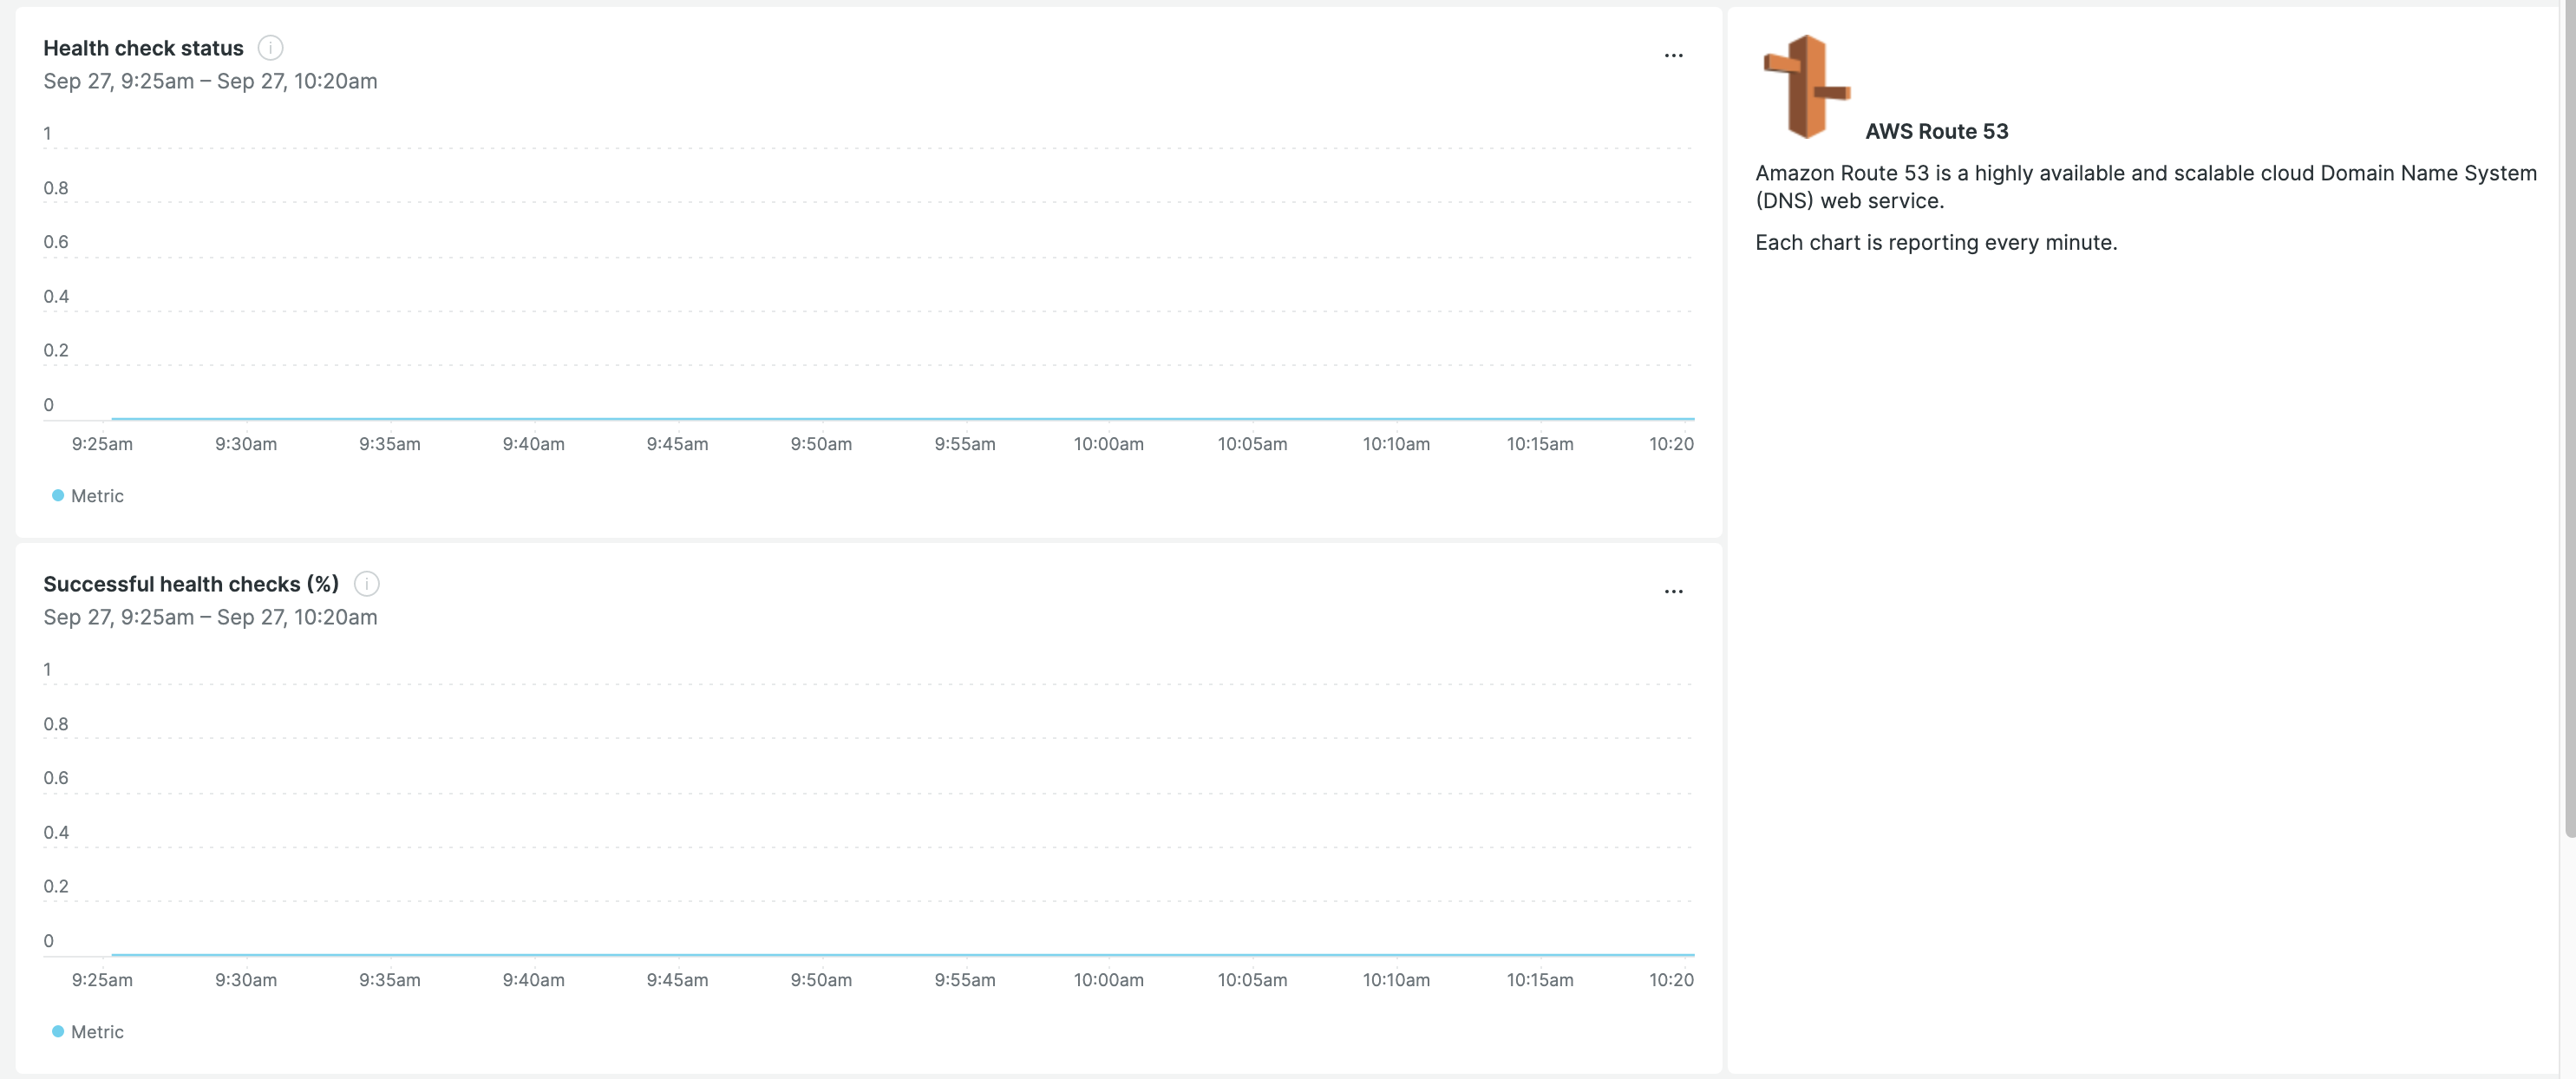 Health check status
Sep 27, 9:25am – Sep 27, 10:20am
1
0.8
0.6
0.4
0.2
0
9:25am 9:30am 9:35am 9:40am 9:45am 9:50am 9:55am 10:00am 10:05am 10:10am 10:15am 10:20
Metric
Successful health checks (%)
Sep 27, 9:25am – Sep 27, 10:20am
1
0.8
0.6
0.4
0.2
0
9:25am 9:30am 9:35am 9:40am 9:45am 9:50am 9:55am 10:00am 10:05am 10:10am 10:15am 10:20
Metric
AWS Route 53
Amazon Route 53 is a highly available and scalable cloud Domain Name System
(DNS) web service.
Each chart is reporting every minute.